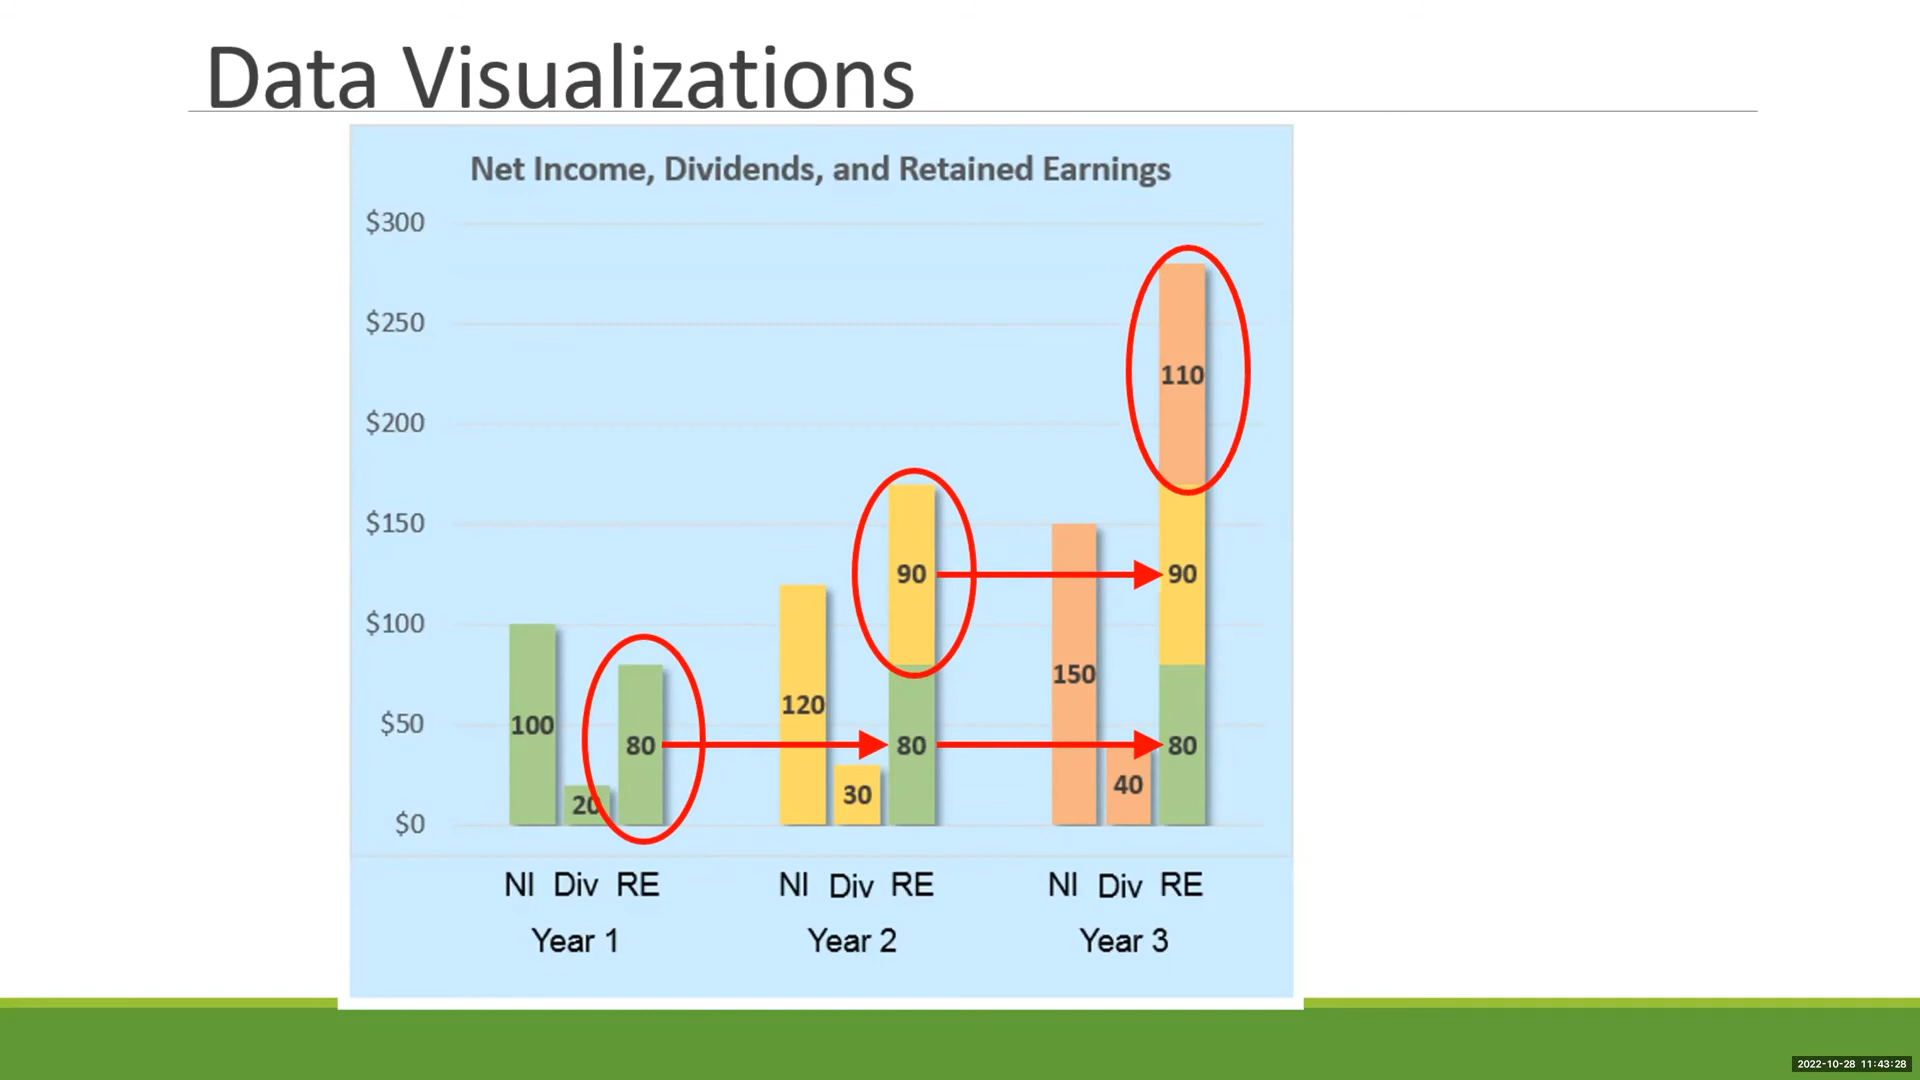 Data Visualizations
Net Income, Dividends, and Retained Earnings
$300
$250
$200
$150
$100
$50
$0
100
20
80
120
30
90
80
150
40
110
90
80
NI Div RE
NI Div RE
NI Div RE
Year 1
Year 2
Year 3
2022-10-28 11:43:28